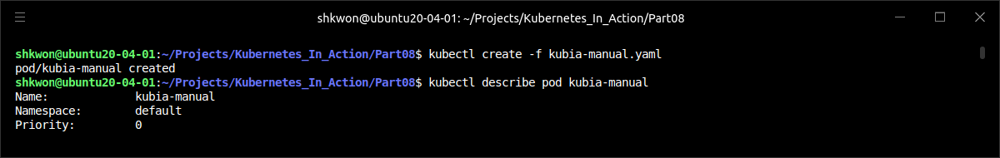 shkwon@ubuntu20-04-01: ~/Projects/Kubernetes_In_Action/Part08
shkwon@ubuntu20-04-01:~/Projects/Kubernetes_In_Action/Part08$ kubectl create -f kubia-manual.yaml
pod/kubia-manual created
shkwon@ubuntu20-04-01:~/Projects/Kubernetes_In_Action/Part08$ kubectl describe pod kubia-manual
Name:             kubia-manual
Namespace:        default
Priority:         0